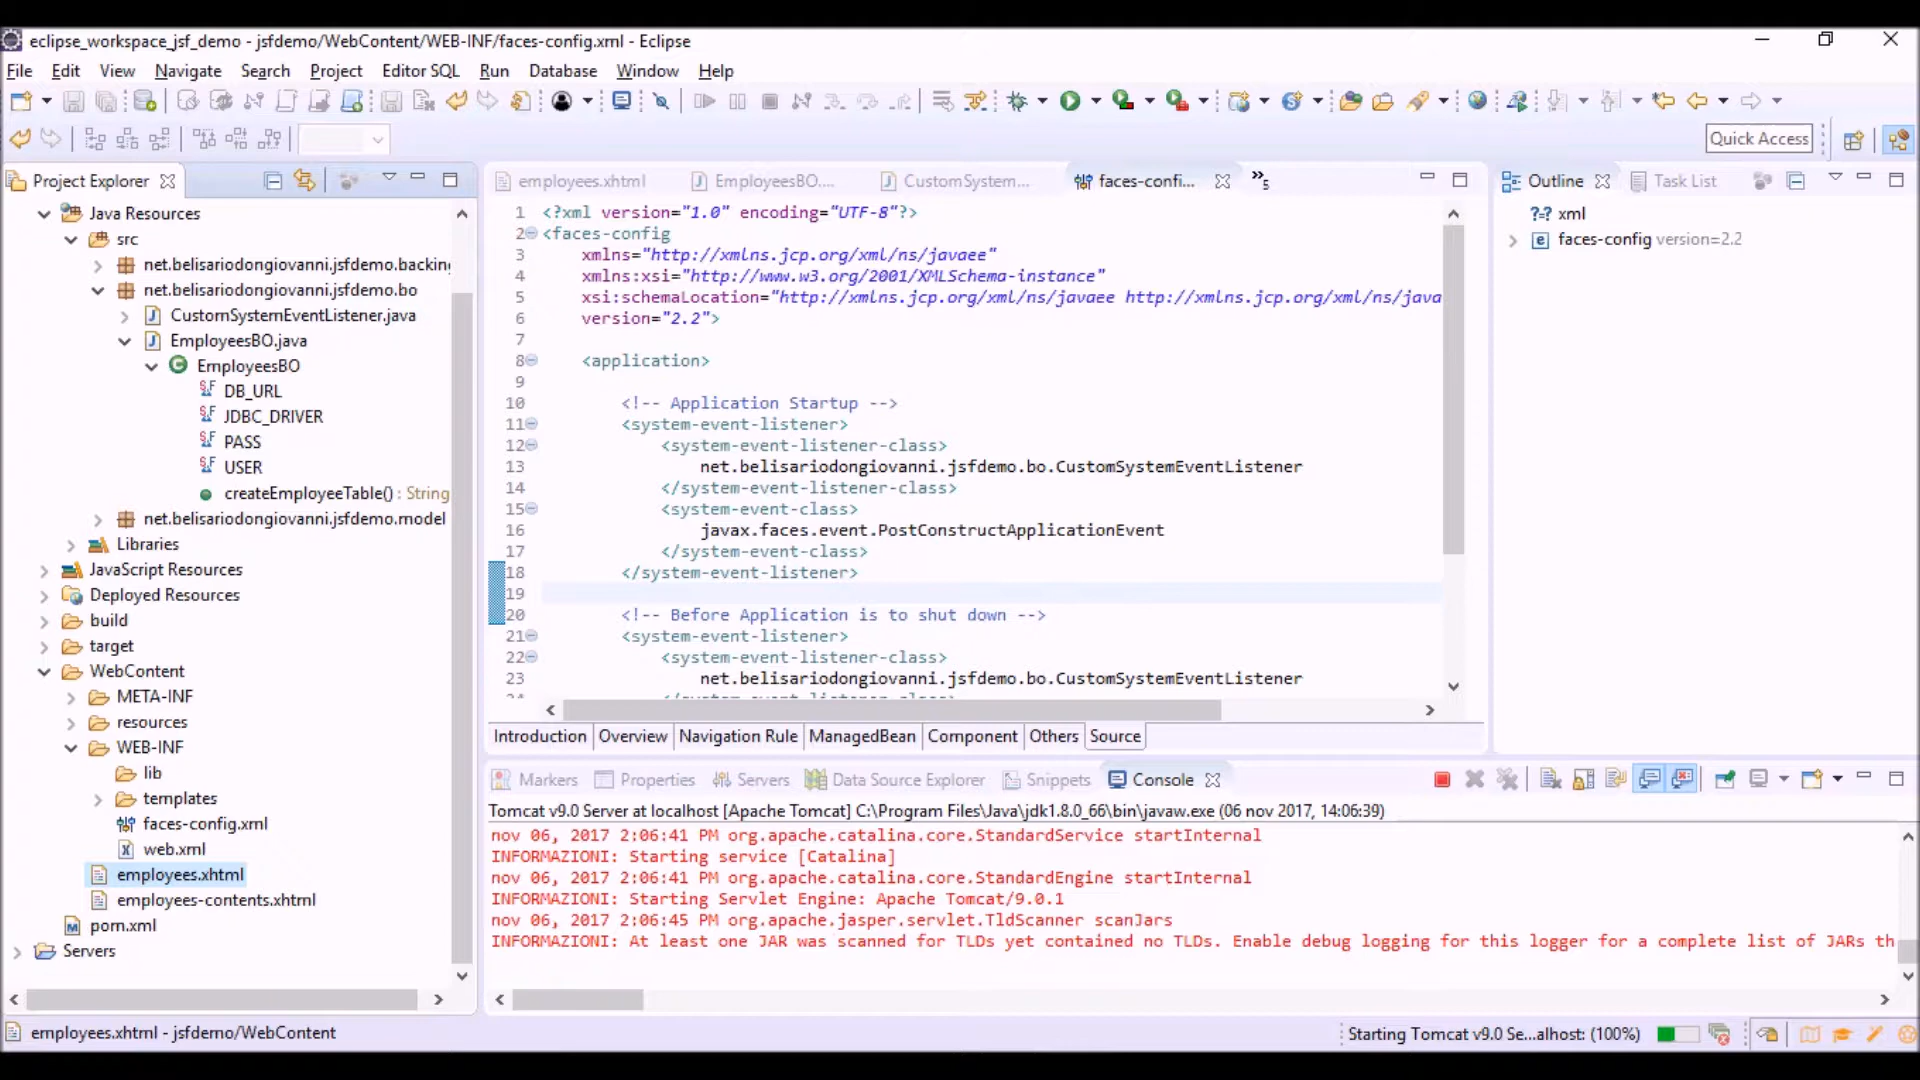 eclipse_workspace_jsf_demo - jsfdemo/WebContent/WEB-INF/faces-config.xml - Eclipse
File Edit View Navigate Search Project Editor SQL Run Database Window Help
Quick Access
Project Explorer
Java Resources
src
net.belisariodongiovanni.jsfdemo.backing
net.belisariodongiovanni.jsfdemo.bo
CustomSystemEventListener.java
EmployeesBO.java
EmployeesBO
DB_URL
JDBC_DRIVER
PASS
USER
createEmployeeTable() : String
net.belisariodongiovanni.jsfdemo.model
Libraries
JavaScript Resources
Deployed Resources
build
target
WebContent
META-INF
resources
WEB-INF
lib
templates
faces-config.xml
web.xml
employees.xhtml
employees-contents.xhtml
pom.xml
Servers
employees.xhtml EmployeesBO.... CustomSystem... faces-confi... »5
1 <?xml version="1.0" encoding="UTF-8"?>
2 <faces-config
3 xmlns="http://xmlns.jcp.org/xml/ns/javaee"
4 xmlns:xsi="http://www.w3.org/2001/XMLSchema-instance"
5 xsi:schemaLocation="http://xmlns.jcp.org/xml/ns/javaee http://xmlns.jcp.org/xml/ns/java
6 version="2.2">
7
8 <application>
9
10 <!-- Application Startup -->
11 <system-event-listener>
12 <system-event-listener-class>
13 net.belisariodongiovanni.jsfdemo.bo.CustomSystemEventListener
14 </system-event-listener-class>
15 <system-event-class>
16 javax.faces.event.PostConstructApplicationEvent
17 </system-event-class>
18 </system-event-listener>
19
20 <!-- Before Application is to shut down -->
21 <system-event-listener>
22 <system-event-listener-class>
23 net.belisariodongiovanni.jsfdemo.bo.CustomSystemEventListener
Introduction Overview Navigation Rule ManagedBean Component Others Source
Outline Task List
?=? xml
e faces-config version=2.2
Markers Properties Servers Data Source Explorer Snippets Console
Tomcat v9.0 Server at localhost [Apache Tomcat] C:\Program Files\Java\jdk1.8.0_66\bin\javaw.exe (06 nov 2017, 14:06:39)
nov 06, 2017 2:06:41 PM org.apache.catalina.core.StandardService startInternal
INFORMAZIONI: Starting service [Catalina]
nov 06, 2017 2:06:41 PM org.apache.catalina.core.StandardEngine startInternal
INFORMAZIONI: Starting Servlet Engine: Apache Tomcat/9.0.1
nov 06, 2017 2:06:45 PM org.apache.jasper.servlet.TldScanner scanJars
INFORMAZIONI: At least one JAR was scanned for TLDs yet contained no TLDs. Enable debug logging for this logger for a complete list of JARs th
employees.xhtml - jsfdemo/WebContent
Starting Tomcat v9.0 Se...alhost: (100%)